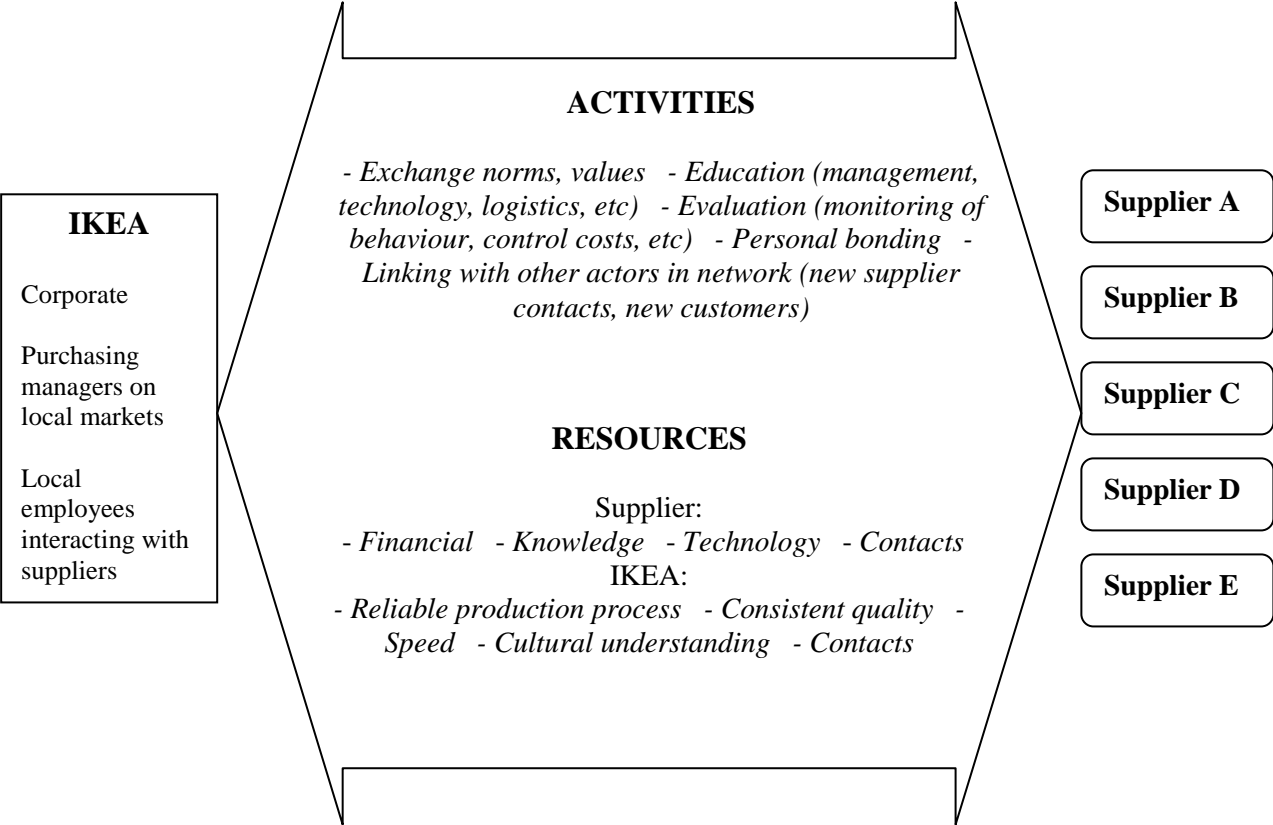 IKEA
Corporate
Purchasing
managers on
local markets
Local
employees
interacting with
suppliers
ACTIVITIES
- Exchange norms, values - Education (management,
technology, logistics, etc) - Evaluation (monitoring of
behaviour, control costs, etc) - Personal bonding -
Linking with other actors in network (new supplier
contacts, new customers)
RESOURCES
Supplier:
- Financial - Knowledge - Technology - Contacts
IKEA:
- Reliable production process - Consistent quality -
Speed - Cultural understanding - Contacts
Supplier A
Supplier B
Supplier C
Supplier D
Supplier E